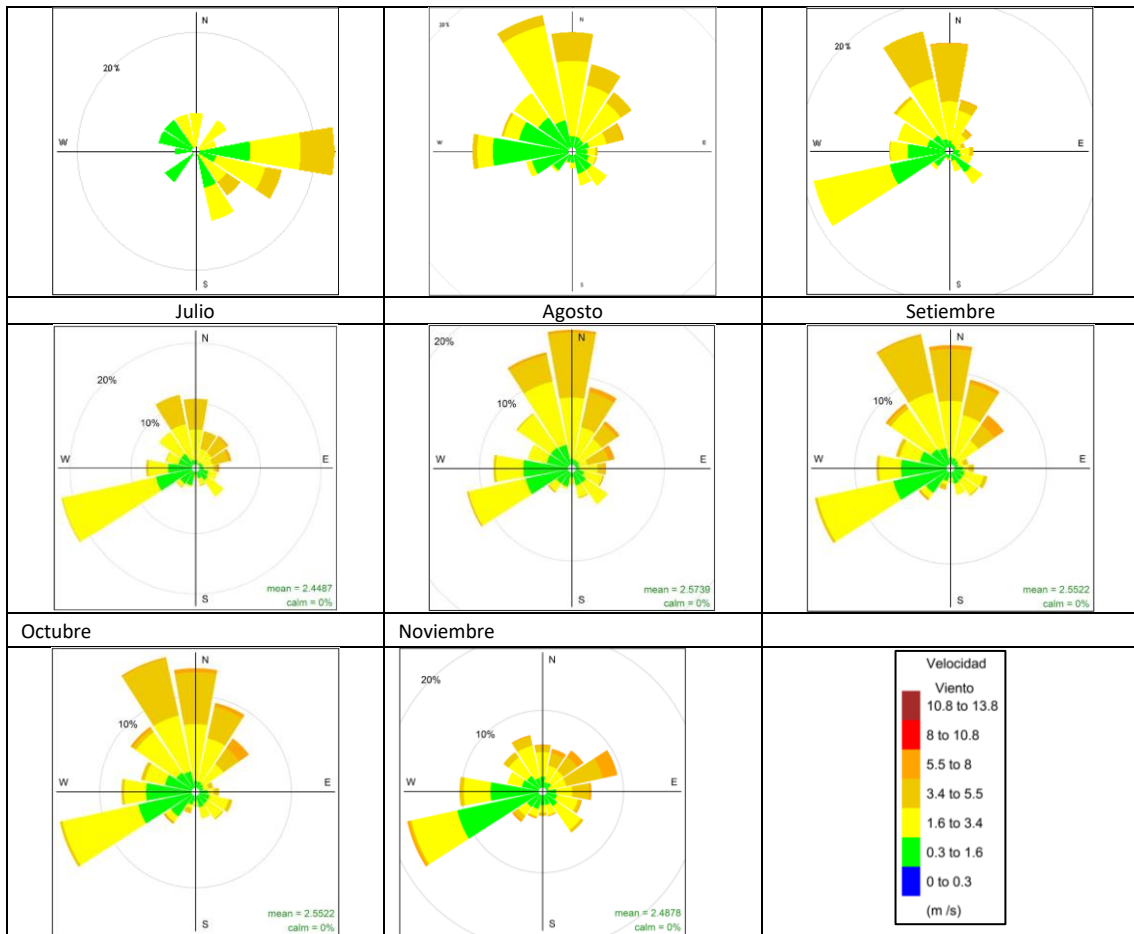 N
20%
W
S
N
20%
W
E
S
N
20%
W
E
S
Julio
Agosto
Setiembre
N
20%
10%
W
E
S
mean = 2.4487
calm = 0%
N
20%
10%
W
E
S
mean = 2.5739
calm = 0%
N
10%
W
E
S
mean = 2.5522
calm = 0%
Octubre
Noviembre
N
10%
W
E
S
mean = 2.5522
calm = 0%
N
20%
10%
W
E
S
mean = 2.4878
calm = 0%
Velocidad
Viento
10.8 to 13.8
8 to 10.8
5.5 to 8
3.4 to 5.5
1.6 to 3.4
0.3 to 1.6
0 to 0.3
(m /s)